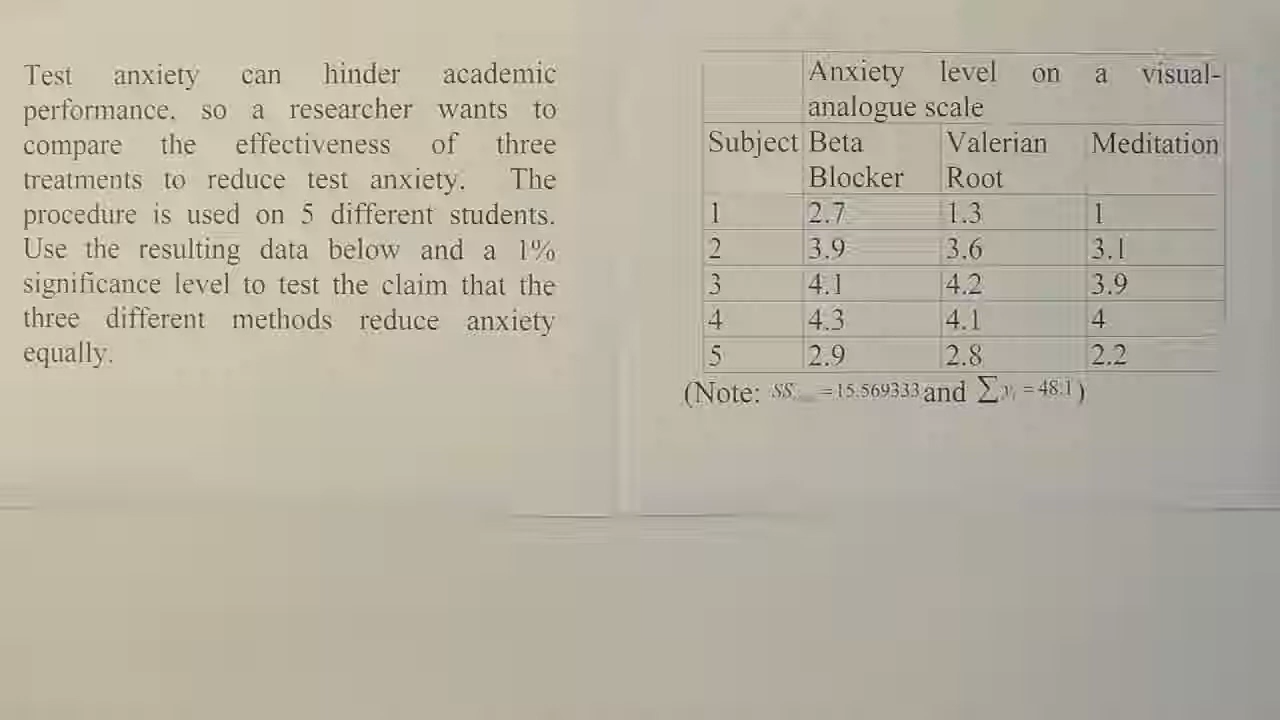 Test anxiety can hinder academic
performance, so a researcher wants to
compare the effectiveness of three
treatments to reduce test anxiety. The
procedure is used on 5 different students.
Use the resulting data below and a 1%
significance level to test the claim that the
three different methods reduce anxiety
equally.
Anxiety level on a visual-
analogue scale
Subject Beta Blocker Valerian Root Meditation
1 2.7 1.3 1
2 3.9 3.6 3.1
3 4.1 4.2 3.9
4 4.3 4.1 4
5 2.9 2.8 2.2
(Note: SS = 15.569333 and ∑ yᵢ = 48.1)